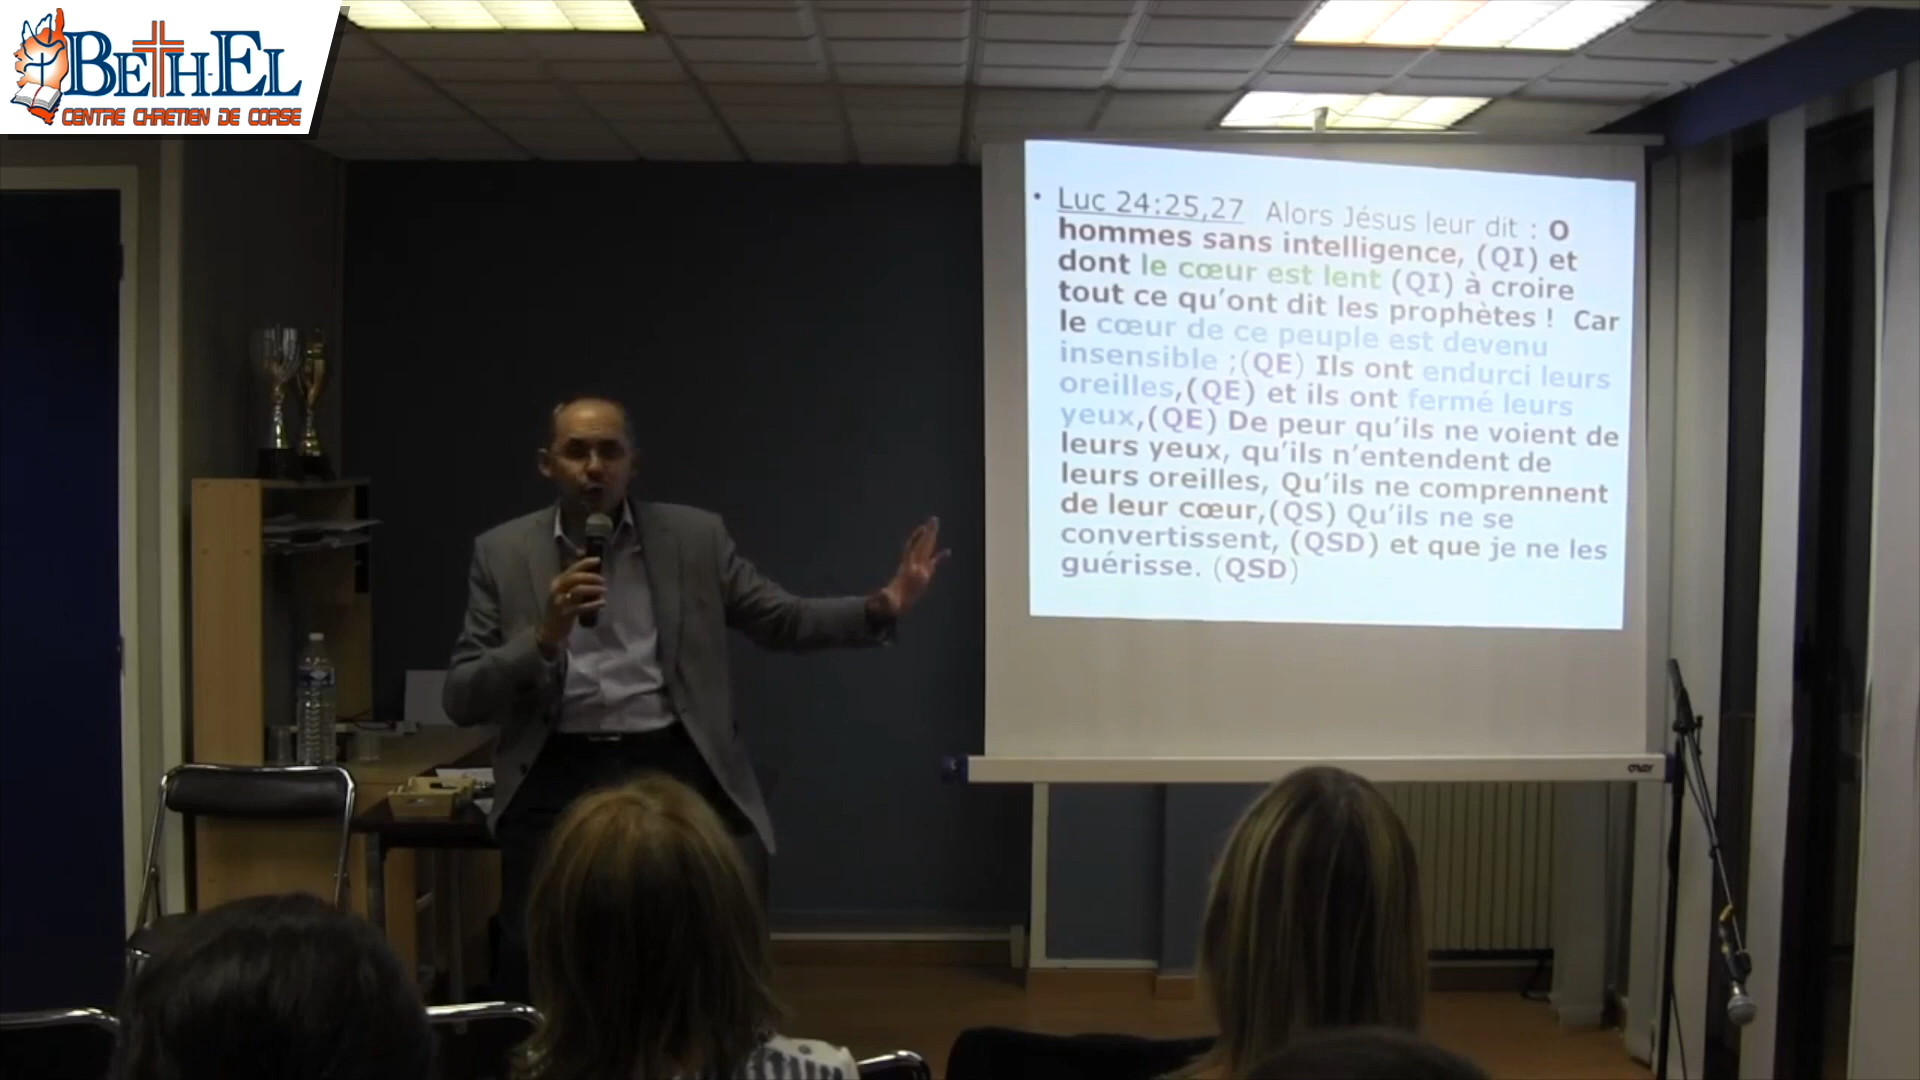 BETH-EL
CENTRE CHRETIEN DE CORSE
• Luc 24:25,27 Alors Jésus leur dit : O
hommes sans intelligence, (QI) et
dont le cœur est lent (QI) à croire
tout ce qu'ont dit les prophètes ! Car
le cœur de ce peuple est devenu
insensible ;(QE) Ils ont endurci leurs
oreilles,(QE) et ils ont fermé leurs
yeux,(QE) De peur qu'ils ne voient de
leurs yeux, qu'ils n'entendent de
leurs oreilles, Qu'ils ne comprennent
de leur cœur,(QS) Qu'ils ne se
convertissent, (QSD) et que je ne les
guérisse. (QSD)